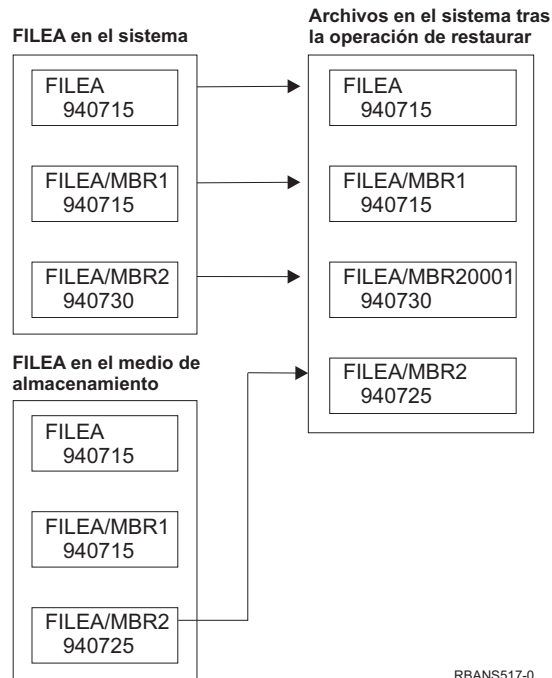 FILEA en el sistema
FILEA
940715
FILEA/MBR1
940715
FILEA/MBR2
940730
FILEA en el medio de
almacenamiento
FILEA
940715
FILEA/MBR1
940715
FILEA/MBR2
940725
Archivos en el sistema tras
la operación de restaurar
FILEA
940715
FILEA/MBR1
940715
FILEA/MBR20001
940730
FILEA/MBR2
940725
RBANS517-0